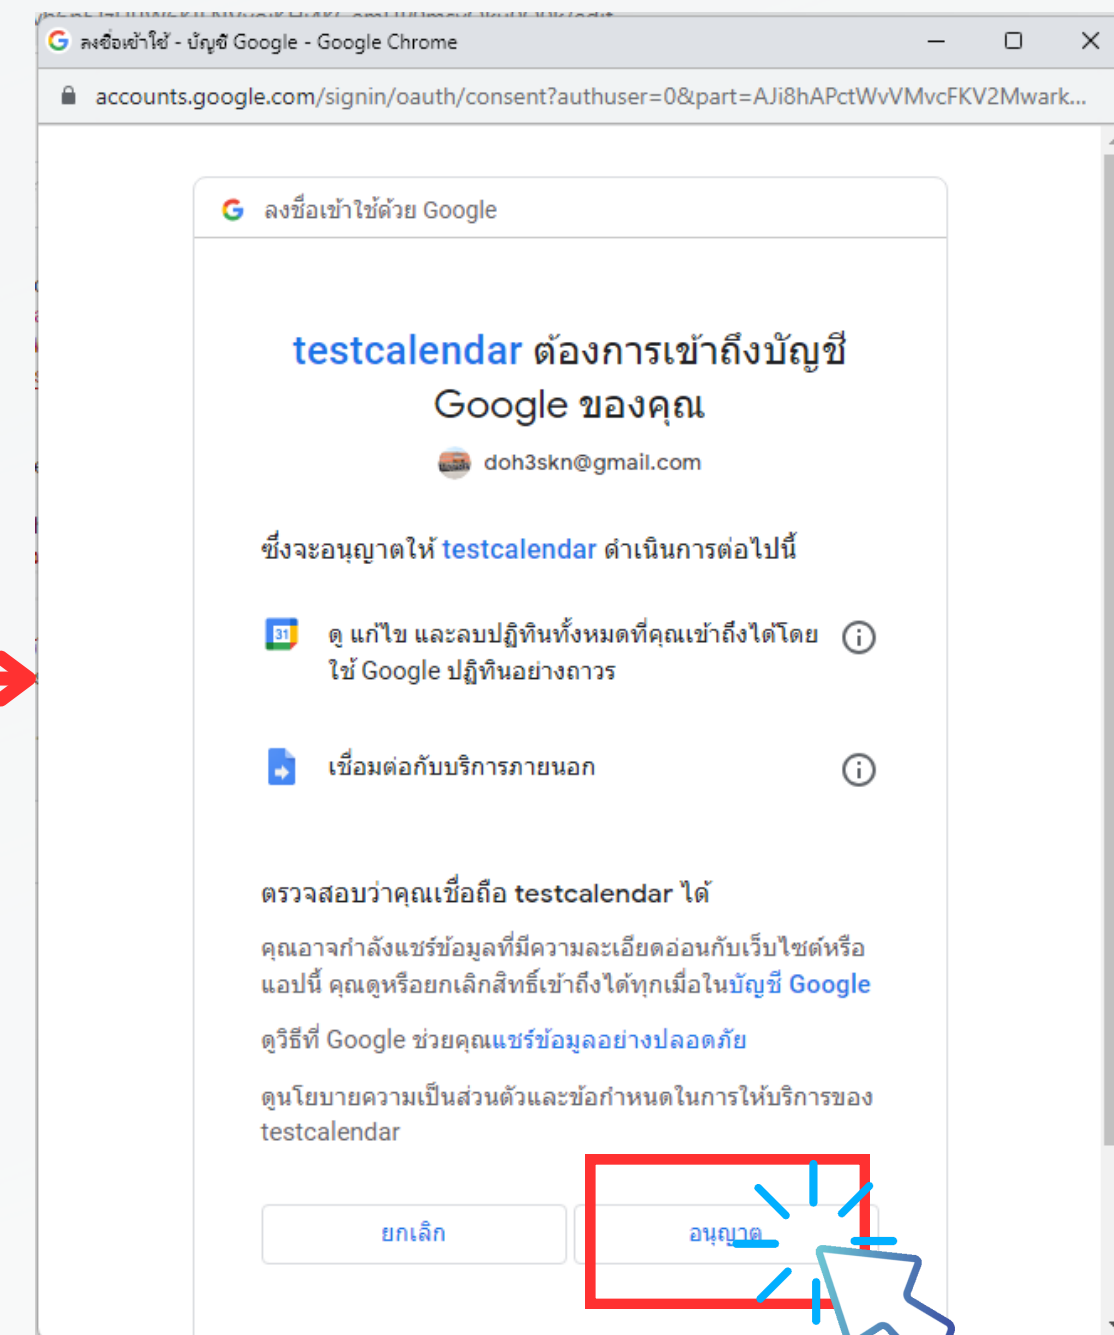 ลงชื่อเข้าใช้ - บัญชี Google - Google Chrome
accounts.google.com/signin/oauth/consent?authuser=0&part=AJi8hAPctWvVMvcFKV2Mwark...
ลงชื่อเข้าใช้ด้วย Google
testcalendar ต้องการเข้าถึงบัญชี
Google ของคุณ
doh3skn@gmail.com
ซึ่งจะอนุญาตให้ testcalendar ดำเนินการต่อไปนี้
31
ดู แก้ไข และลบปฏิทินทั้งหมดที่คุณเข้าถึงได้โดย
ใช้ Google ปฏิทินอย่างถาวร
เชื่อมต่อกับบริการภายนอก
ตรวจสอบว่าคุณเชื่อถือ testcalendar ได้
คุณอาจกำลังแชร์ข้อมูลที่มีความละเอียดอ่อนกับเว็บไซต์หรือ
แอปนี้ คุณดูหรือยกเลิกสิทธิ์เข้าถึงได้ทุกเมื่อในบัญชี Google
ดูวิธีที่ Google ช่วยคุณแชร์ข้อมูลอย่างปลอดภัย
ดูนโยบายความเป็นส่วนตัวและข้อกำหนดในการให้บริการของ
testcalendar
ยกเลิก
อนุญาต